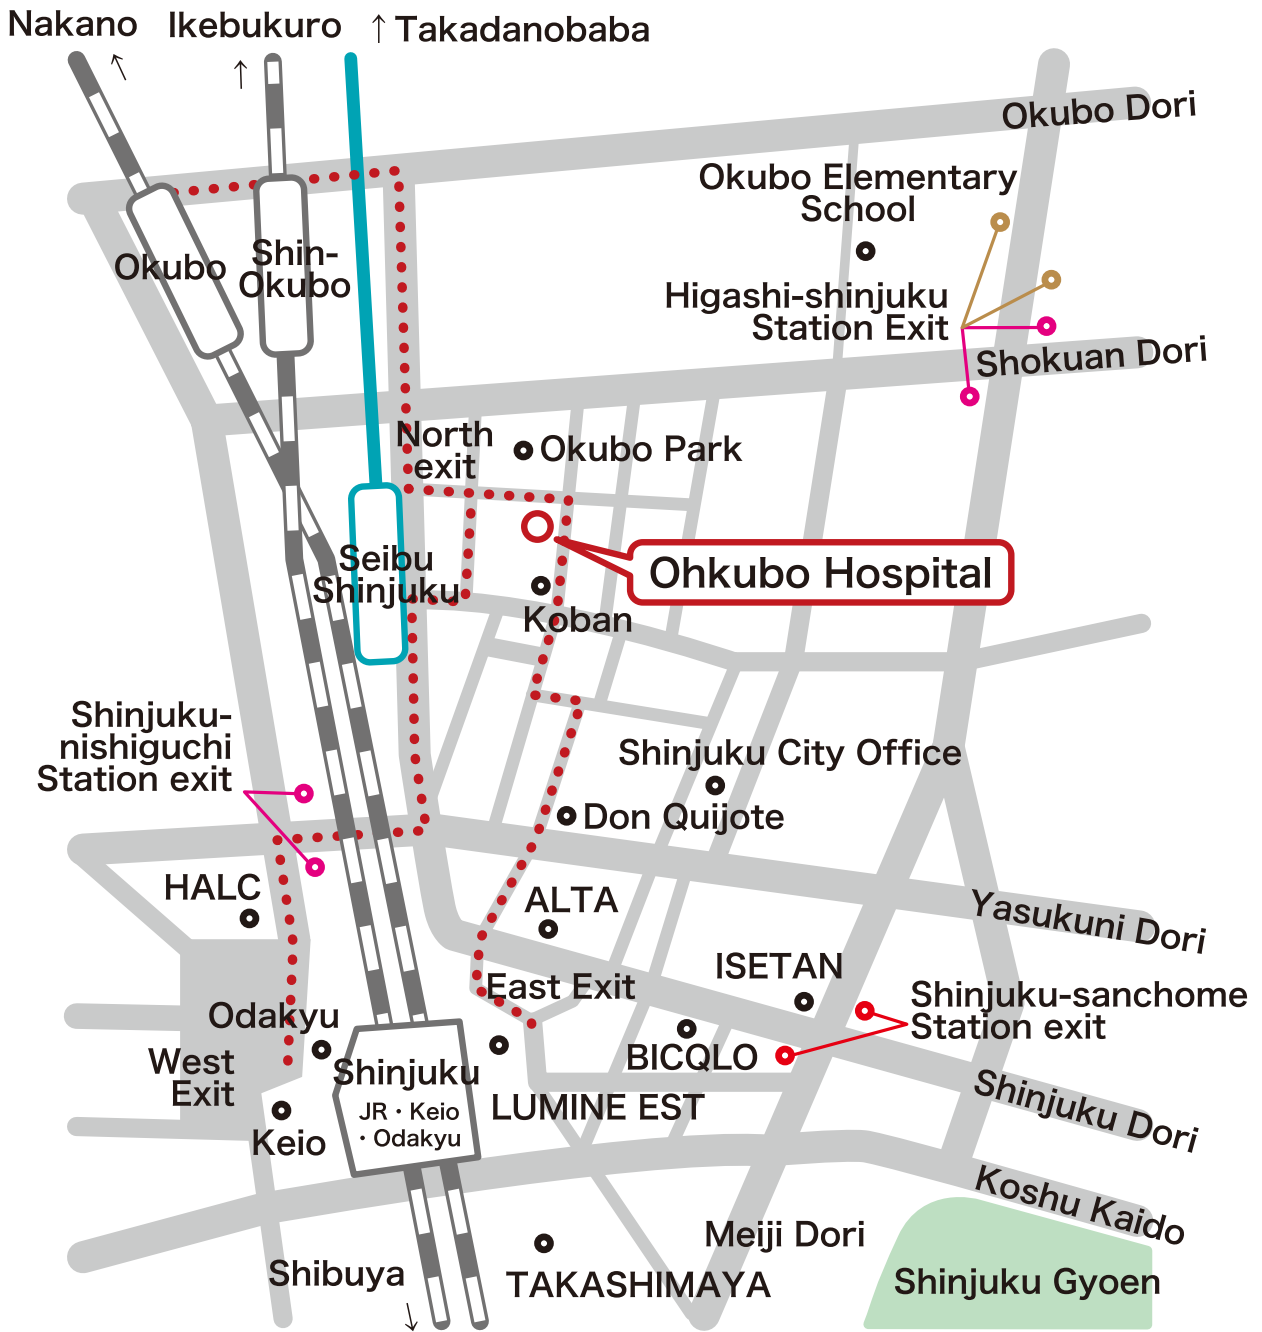 Nakano
Ikebukuro
↑ Takadanobaba
Okubo Dori
Okubo Elementary
School
Okubo
Shin-
Okubo
Higashi-shinjuku
Station Exit
Shokuan Dori
North
exit
Okubo Park
Seibu
Shinjuku
Ohkubo Hospital
Koban
Shinjuku-
nishiguchi
Station exit
Shinjuku City Office
Don Quijote
HALC
ALTA
Yasukuni Dori
ISETAN
East Exit
Shinjuku-sanchome
Station exit
Odakyu
West
Exit
BICQLO
Shinjuku
JR・Keio
・Odakyu
LUMINE EST
Shinjuku Dori
Keio
Koshu Kaido
Meiji Dori
Shibuya
TAKASHIMAYA
Shinjuku Gyoen